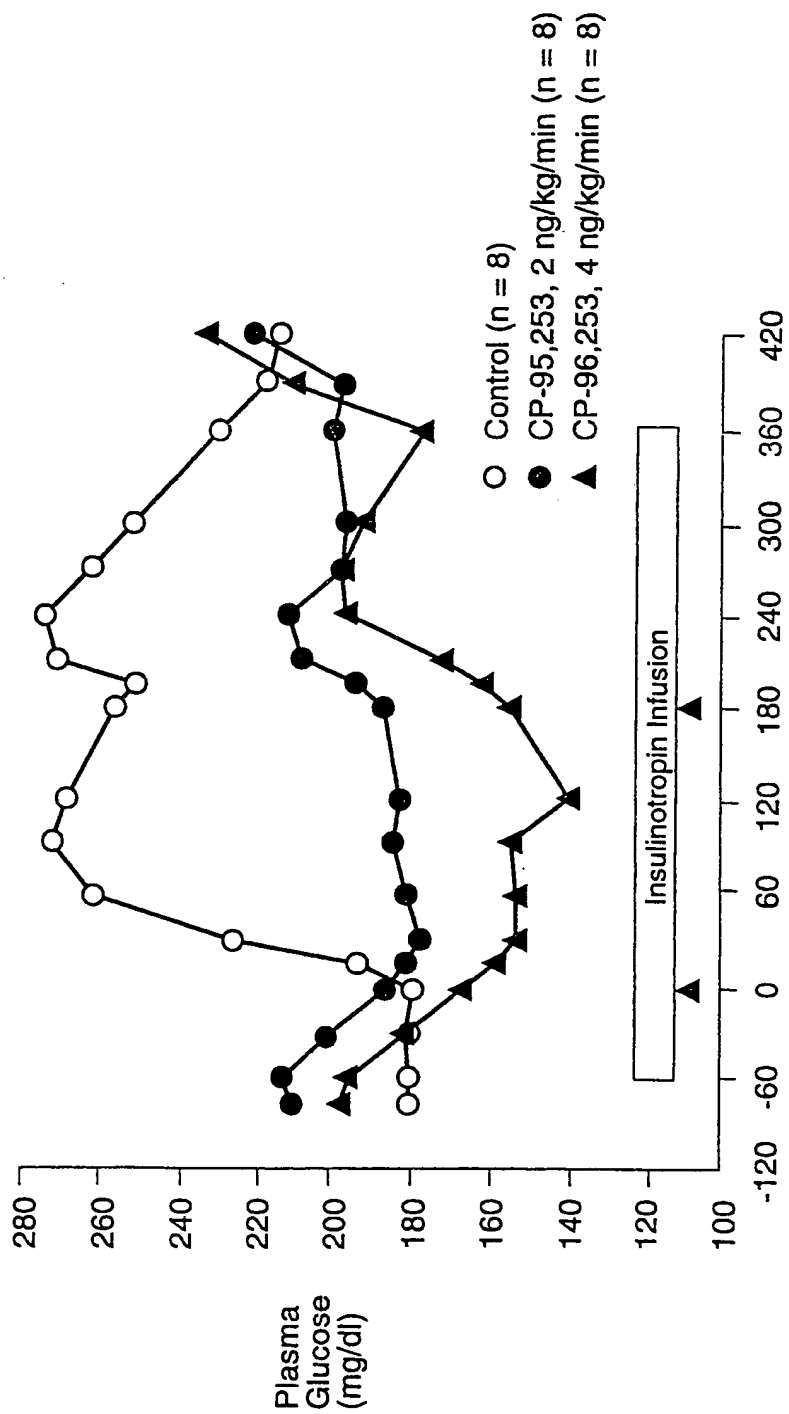 280
260
240
220
200
180
160
140
120
100
Plasma
Glucose
(mg/dl)
Control (n = 8)
CP-95,253, 2 ng/kg/min (n = 8)
CP-96,253, 4 ng/kg/min (n = 8)
Insulinotropin Infusion
-120
-60
0
60
120
180
240
300
360
420